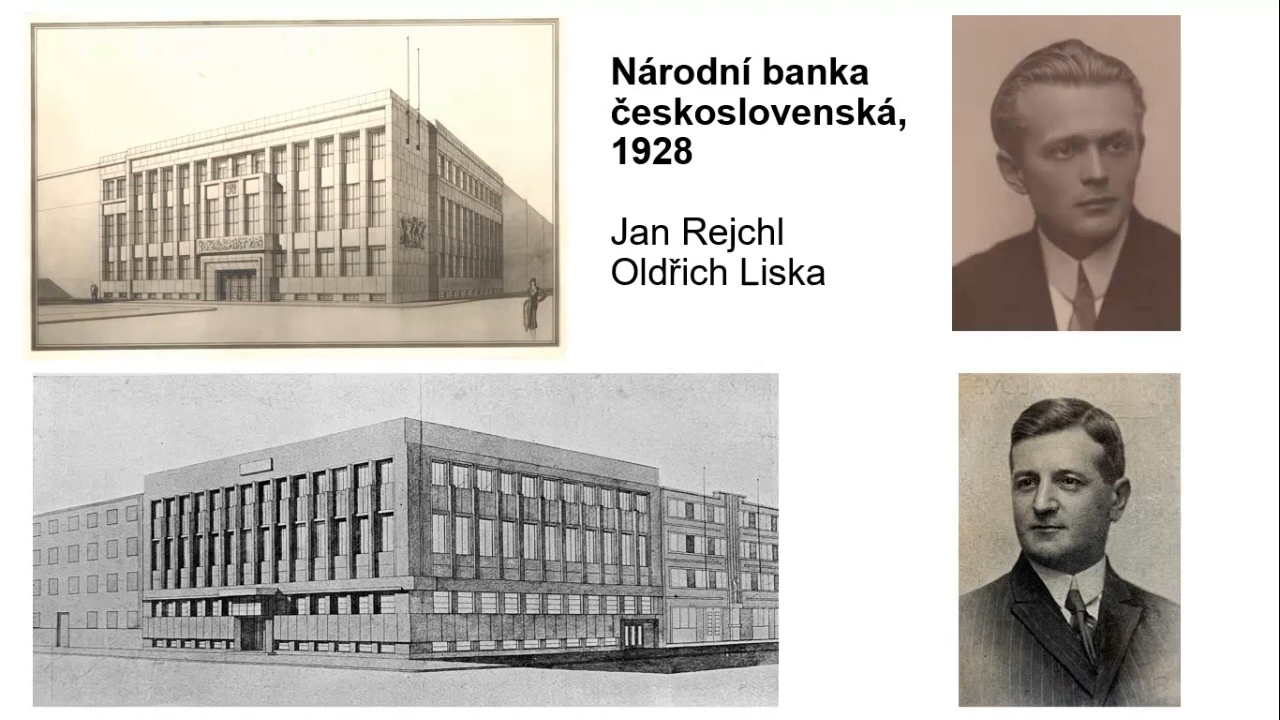 Národní banka
československá,
1928
Jan Rejchl
Oldřich Liska